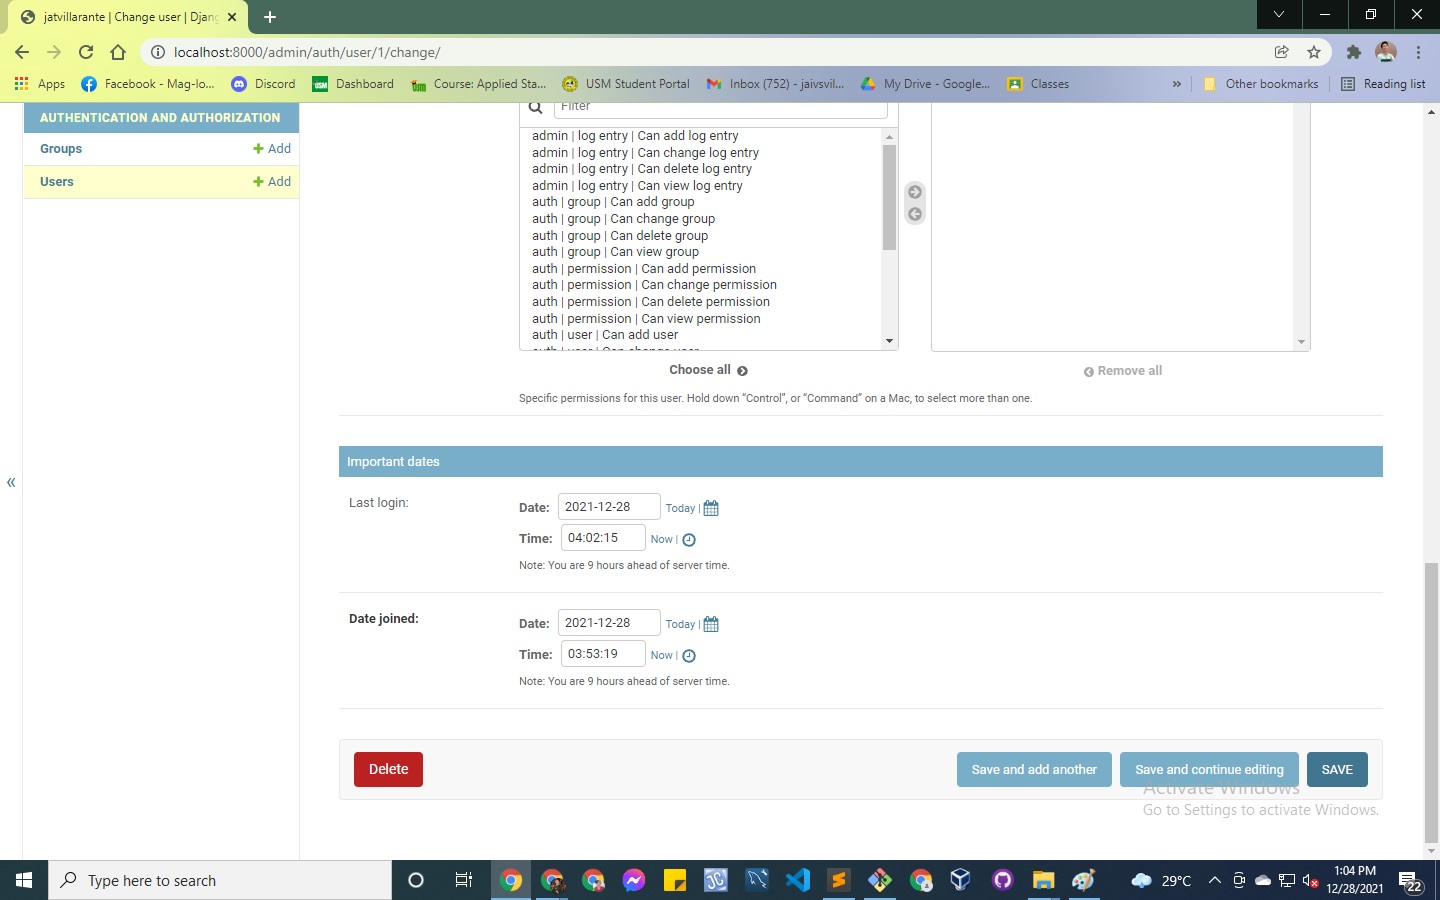 jatvillarante | Change user | Djang
localhost:8000/admin/auth/user/1/change/
Apps
Facebook - Mag-lo...
Discord
Dashboard
Course: Applied Sta...
USM Student Portal
Inbox (752) - jaivsvil...
My Drive - Google...
Classes
»
Other bookmarks
Reading list
AUTHENTICATION AND AUTHORIZATION
Groups
+ Add
Users
+ Add
«
Filter
admin | log entry | Can add log entry
admin | log entry | Can change log entry
admin | log entry | Can delete log entry
admin | log entry | Can view log entry
auth | group | Can add group
auth | group | Can change group
auth | group | Can delete group
auth | group | Can view group
auth | permission | Can add permission
auth | permission | Can change permission
auth | permission | Can delete permission
auth | permission | Can view permission
auth | user | Can add user
auth | user | Can change user
Choose all
Remove all
Specific permissions for this user. Hold down “Control”, or “Command” on a Mac, to select more than one.
Important dates
Last login:
Date: 2021-12-28 Today |
Time: 04:02:15 Now |
Note: You are 9 hours ahead of server time.
Date joined:
Date: 2021-12-28 Today |
Time: 03:53:19 Now |
Note: You are 9 hours ahead of server time.
Delete
Save and add another
Save and continue editing
SAVE
Activate Windows
Go to Settings to activate Windows.
Type here to search
29°C
1:04 PM
12/28/2021
22